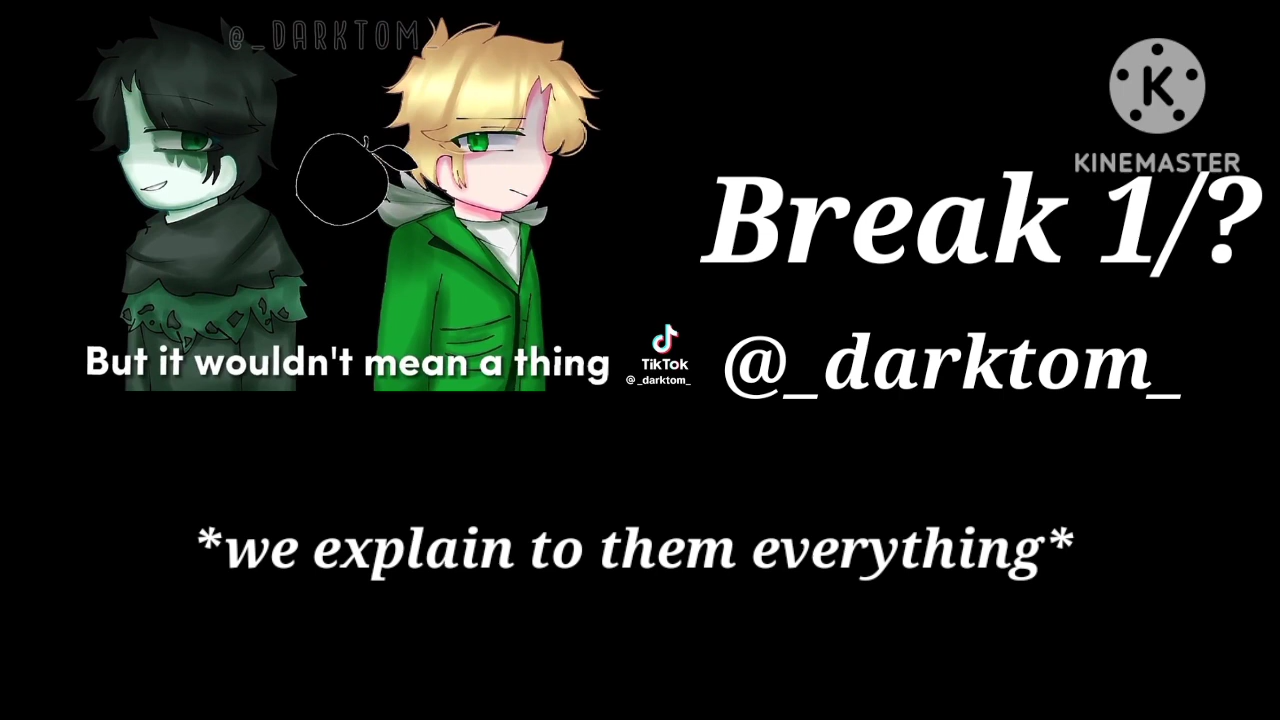 @_DARKTOM_
KINEMASTER
Break 1/?
But it wouldn't mean a thing
TikTok
@_darktom_
@_darktom_
*we explain to them everything*